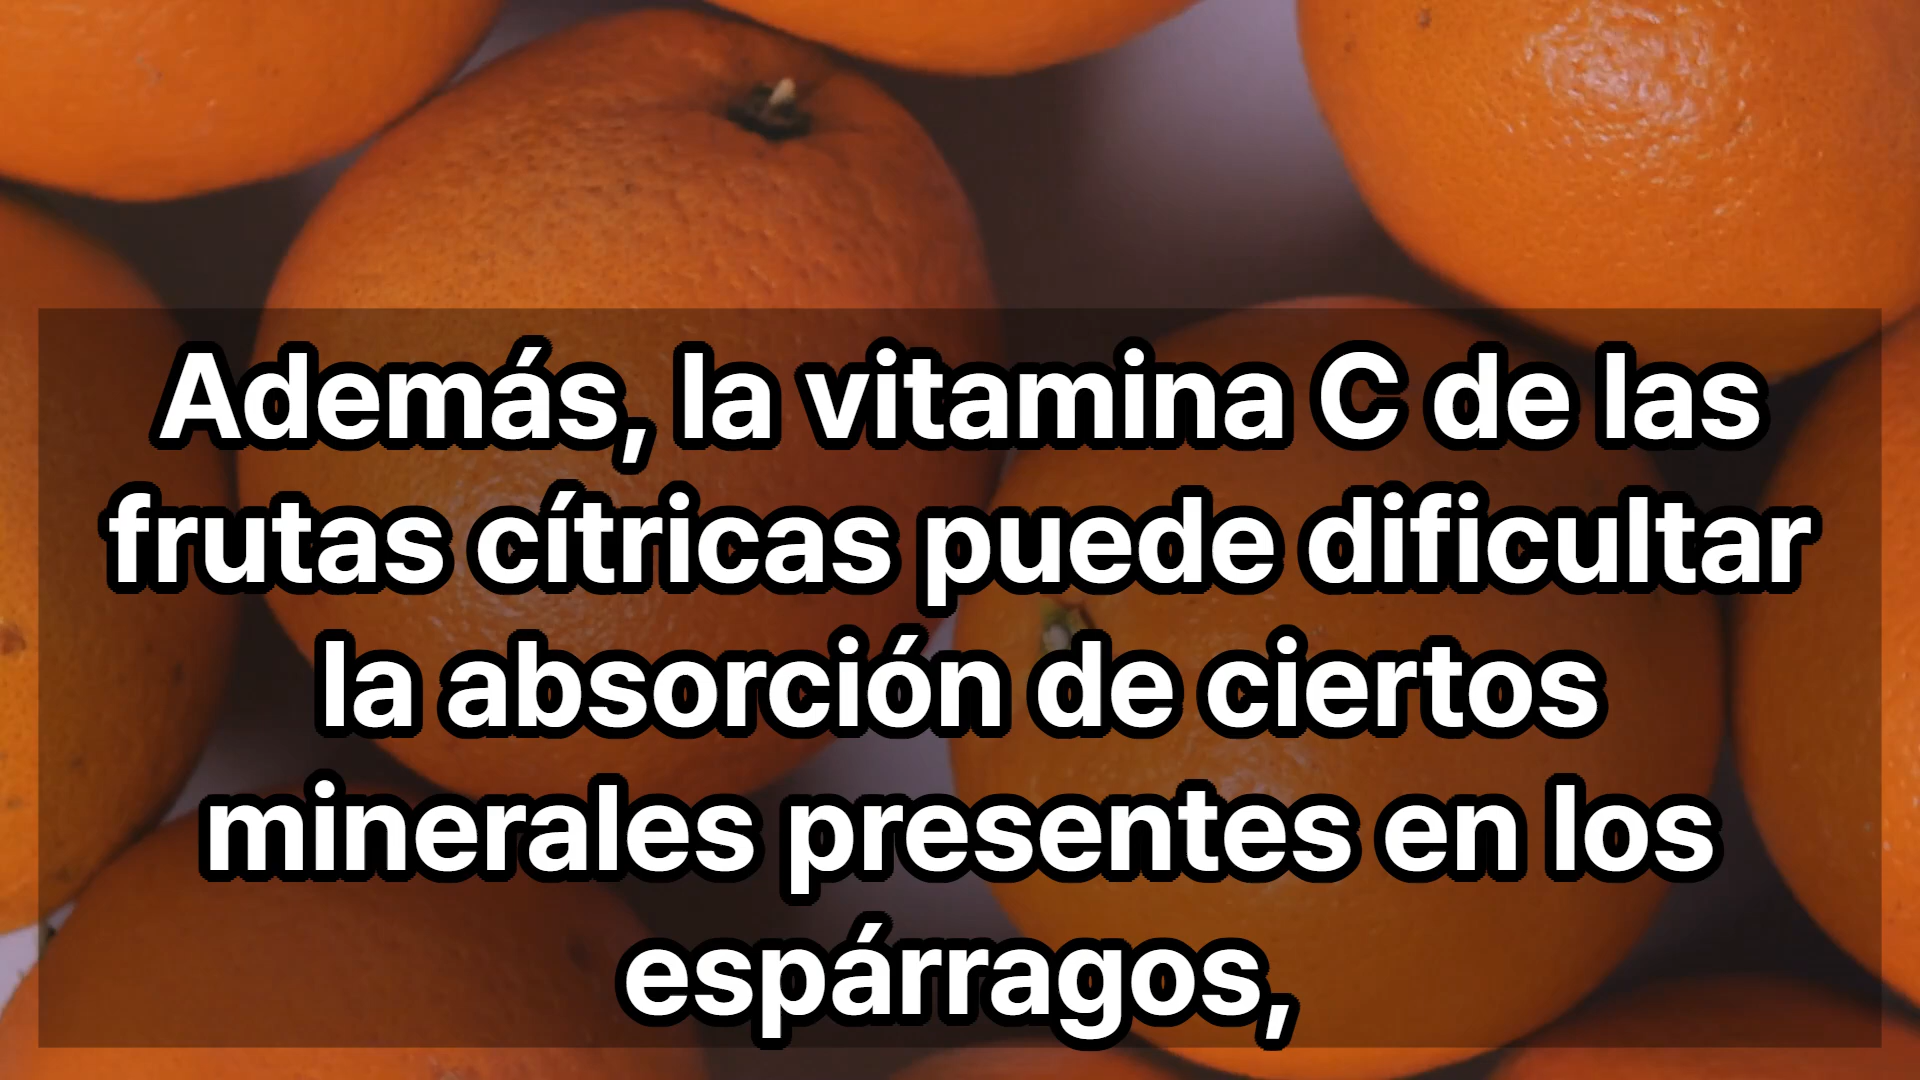 Además, la vitamina C de las
frutas cítricas puede dificultar
la absorción de ciertos
minerales presentes en los
espárragos,